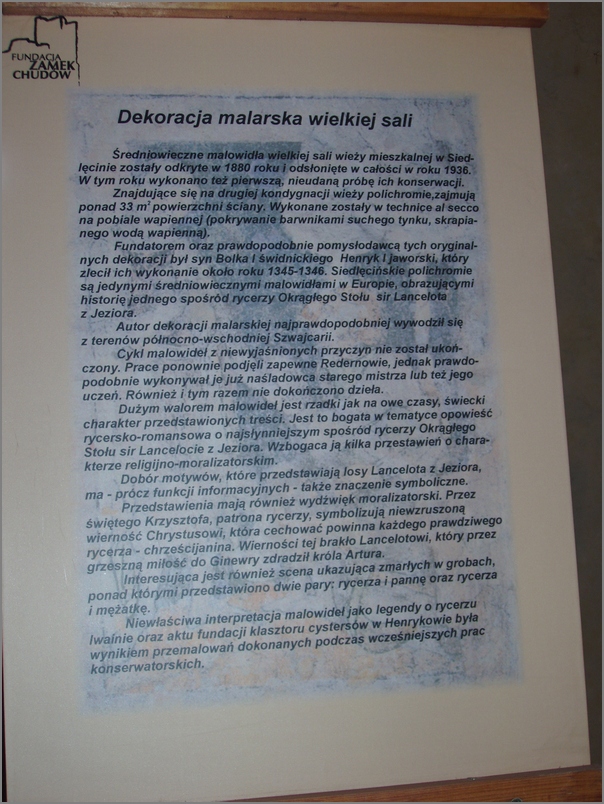 FUNDACJA
ZAMEK
CHUDÓW
Dekoracja malarska wielkiej sali
Średniowieczne malowidła wielkiej sali wieży mieszkalnej w Sied-
lęcinie zostały odkryte w 1880 roku i odsłonięte w całości w roku 1936.
W tym roku wykonano też pierwszą, nieudaną próbę ich konserwacji.
Znajdujące się na drugiej kondygnacji wieży polichromie,zajmują
ponad 33 m² powierzchni ściany. Wykonane zostały w technice al secco
na pobiale wapiennej (pokrywanie barwnikami suchego tynku, skrapia-
nego wodą wapienną).
Fundatorem oraz prawdopodobnie pomysłodawcą tych oryginal-
nych dekoracji był syn Bolka I świdnickiego Henryk I jaworski, który
zlecił ich wykonanie około roku 1345-1346. Siedlęcińskie polichromie
są jedynymi średniowiecznymi malowidłami w Europie, obrazującymi
historię jednego spośród rycerzy Okrągłego Stołu sir Lancelota
z Jeziora.
Autor dekoracji malarskiej najprawdopodobniej wywodził się
z terenów północno-wschodniej Szwajcarii.
Cykl malowideł z niewyjaśnionych przyczyn nie został ukoń-
czony. Prace ponownie podjęli zapewne Redernowie, jednak prawdo-
podobnie wykonywał je już naśladowca starego mistrza lub też jego
uczeń. Również i tym razem nie dokończono dzieła.
Dużym walorem malowideł jest rzadki jak na owe czasy, świecki
charakter przedstawionych treści. Jest to bogata w tematyce opowieść
rycersko-romansowa o najsłynniejszym spośród rycerzy Okrągłego
Stołu sir Lancelocie z Jeziora. Wzbogaca ją kilka przestawień o chara-
kterze religijno-moralizatorskim.
Dobór motywów, które przedstawiają losy Lancelota z Jeziora,
ma - prócz funkcji informacyjnych - także znaczenie symboliczne.
Przedstawienia mają również wydźwięk moralizatorski. Przez
świętego Krzysztofa, patrona rycerzy, symbolizują niewzruszoną
wierność Chrystusowi, która cechować powinna każdego prawdziwego
rycerza - chrześcijanina. Wierności tej brakło Lancelotowi, który przez
grzeszną miłość do Ginewry zdradził króla Artura.
Interesująca jest również scena ukazująca zmarłych w grobach,
ponad którymi przedstawiono dwie pary: rycerza i pannę oraz rycerza
i mężatkę.
Niewłaściwa interpretacja malowideł jako legendy o rycerzu
Iwainie oraz aktu fundacji klasztoru cystersów w Henrykowie była
wynikiem przemalowań dokonanych podczas wcześniejszych prac
konserwatorskich.